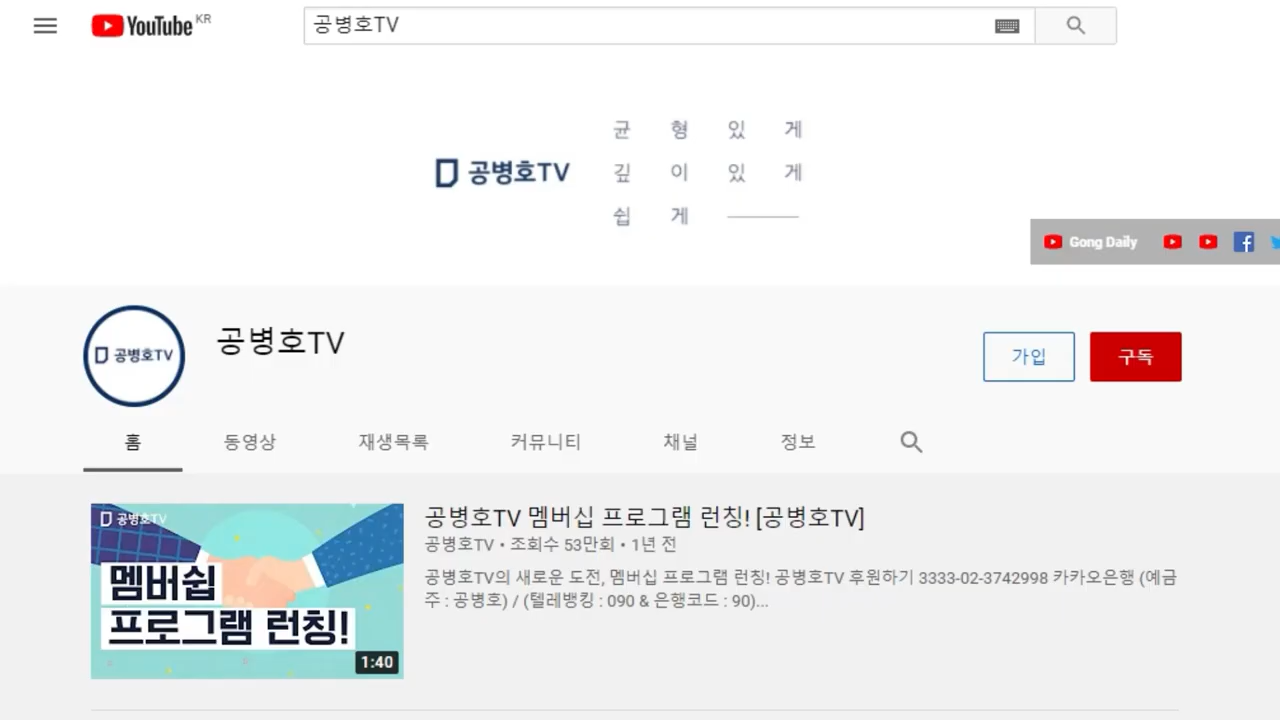 YouTube KR
공병호TV
균 형 있 게
공병호TV
깊 이 있 게
쉽 게
Gong Daily
공병호TV
공병호TV
가입
구독
홈
동영상
재생목록
커뮤니티
채널
정보
공병호TV
멤버쉽
프로그램 런칭!
1:40
공병호TV 멤버십 프로그램 런칭! [공병호TV]
공병호TV • 조회수 53만회 • 1년 전
공병호TV의 새로운 도전, 멤버십 프로그램 런칭! 공병호TV 후원하기 3333-02-3742998 카카오은행 (예금
주 : 공병호) / (텔레뱅킹 : 090 & 은행코드 : 90)...